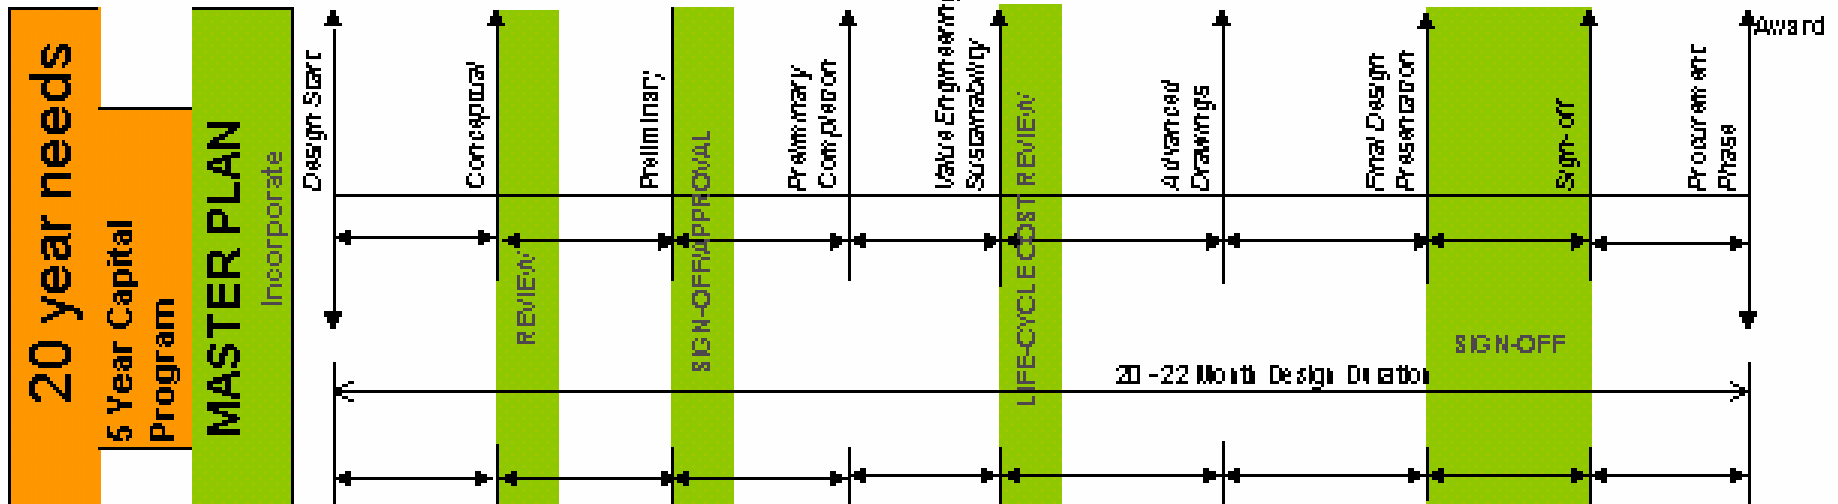 20 year needs
5 Year Capital
Program
MASTER PLAN
Incorporate
Design Start
Conceptual
REVIEW
Preliminary
SIGN-OFF/APPROVAL
Preliminary
Completion
Value Engineering
Sustainability
LIFE-CYCLE COST REVIEW
Advanced
Drawings
Final Design
Presentation
Sign-off
SIGN-OFF
Procurement
Phase
Award
20 -22 Month Design Duration